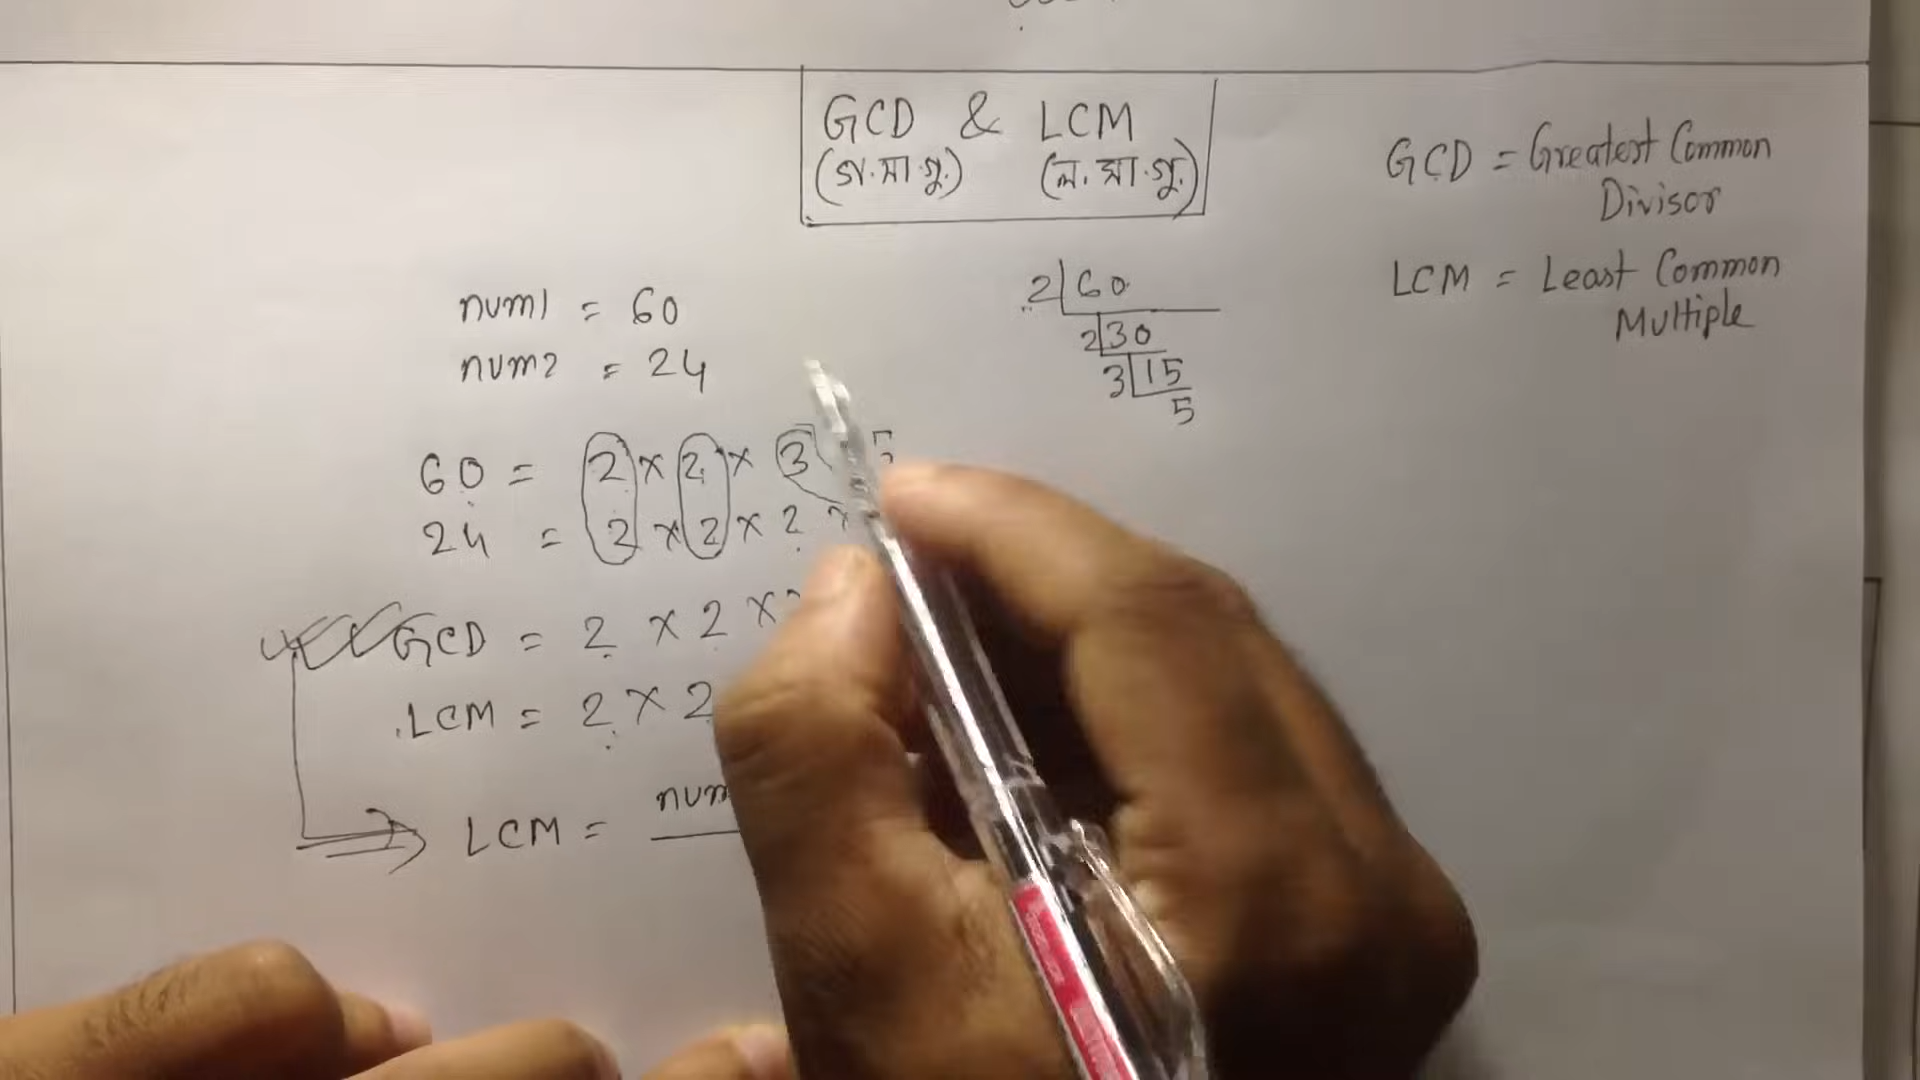 GCD & LCM
(গ.সা.গু.) (ল.সা.গু.)
GCD = Greatest Common
Divisor
LCM = Least Common
Multiple
num1 = 60
num2 = 24
2 60
2 30
3 15
5
60 = 2 × 2 × 3 5
24 = 2 × 2 × 2 ×
GCD = 2 × 2 ×
LCM = 2 × 2
LCM = num